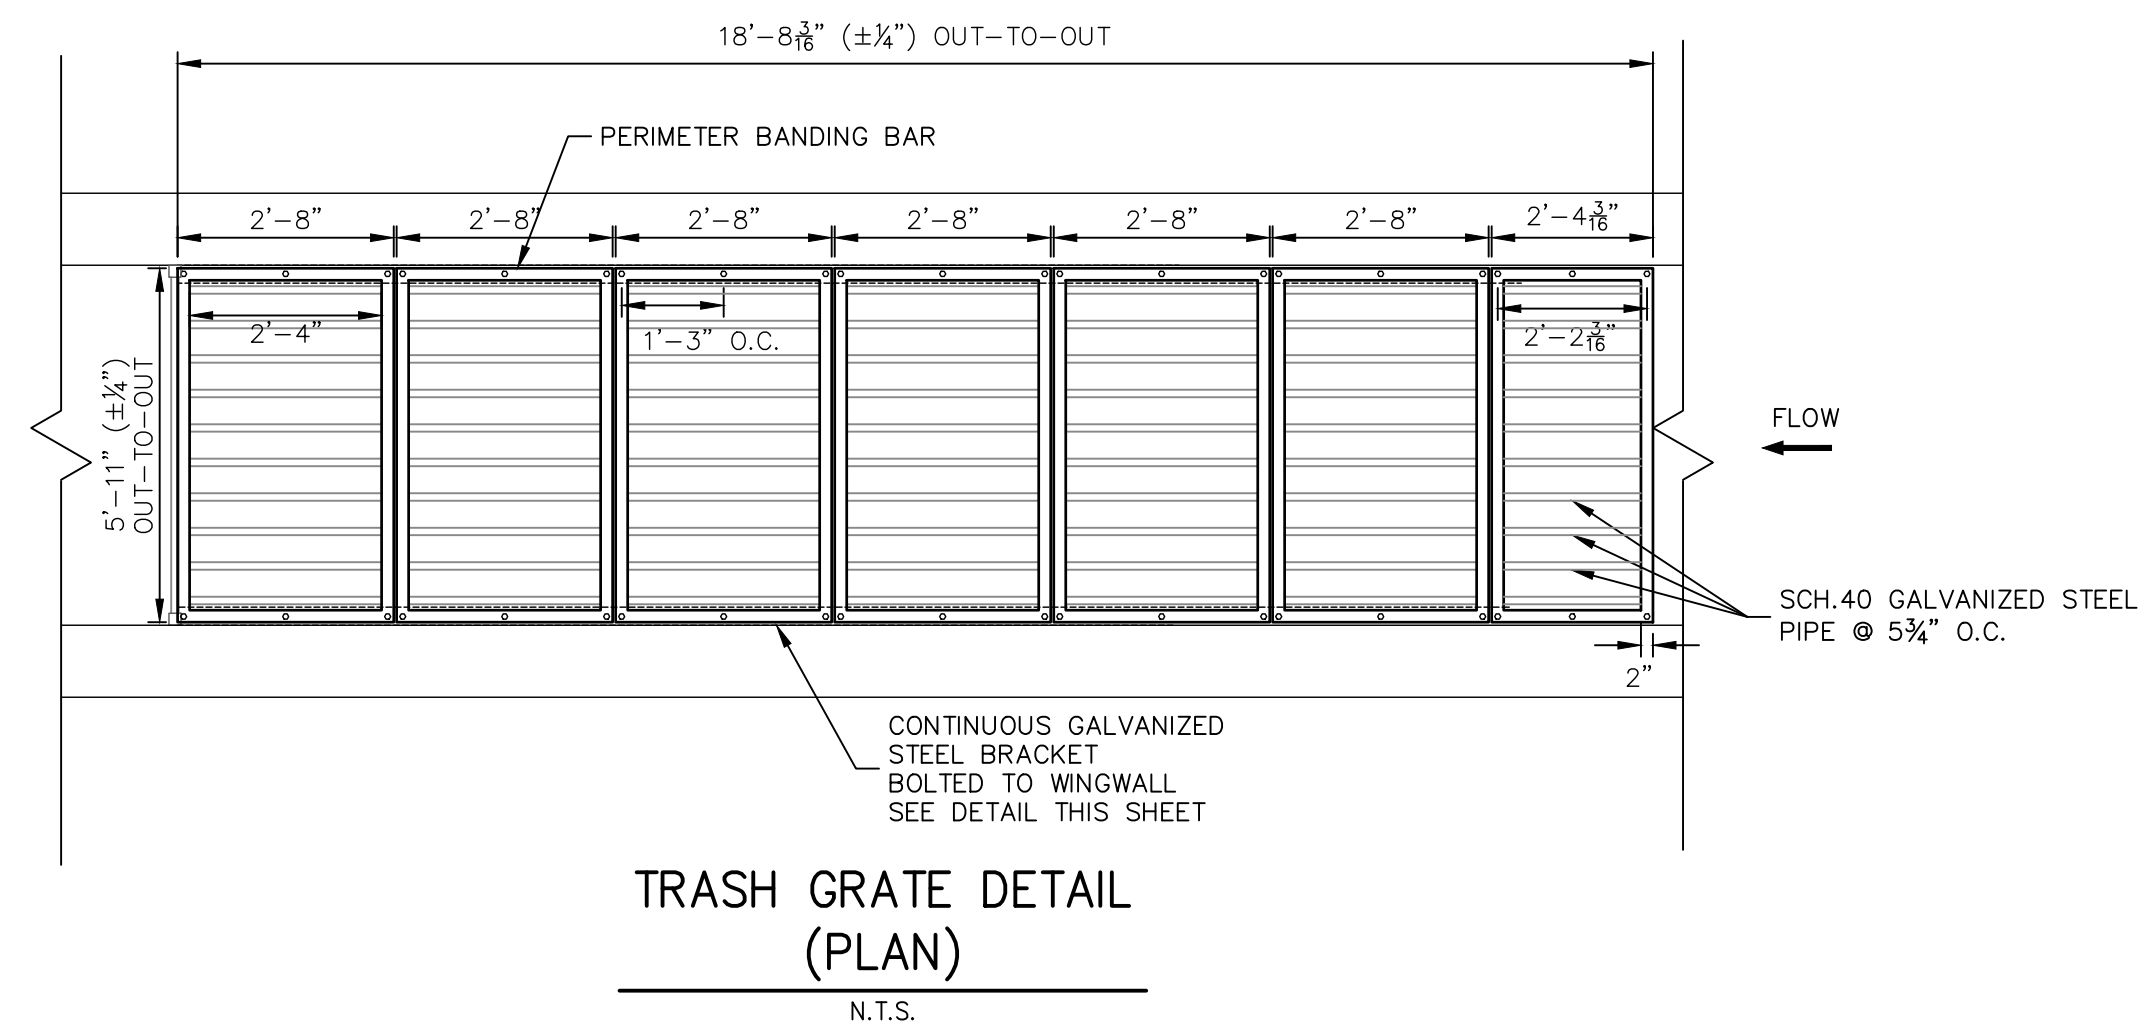 18'-8 3/16" (±1/4") OUT-TO-OUT
PERIMETER BANDING BAR
2'-8"
2'-8"
2'-8"
2'-8"
2'-8"
2'-8"
2'-4 3/16"
2'-4"
1'-3" O.C.
2'-2 3/16"
5'-11" (±1/4")
OUT-TO-OUT
FLOW
SCH.40 GALVANIZED STEEL
PIPE @ 5 3/4" O.C.
2"
CONTINUOUS GALVANIZED
STEEL BRACKET
BOLTED TO WINGWALL
SEE DETAIL THIS SHEET
TRASH GRATE DETAIL
(PLAN)
N.T.S.